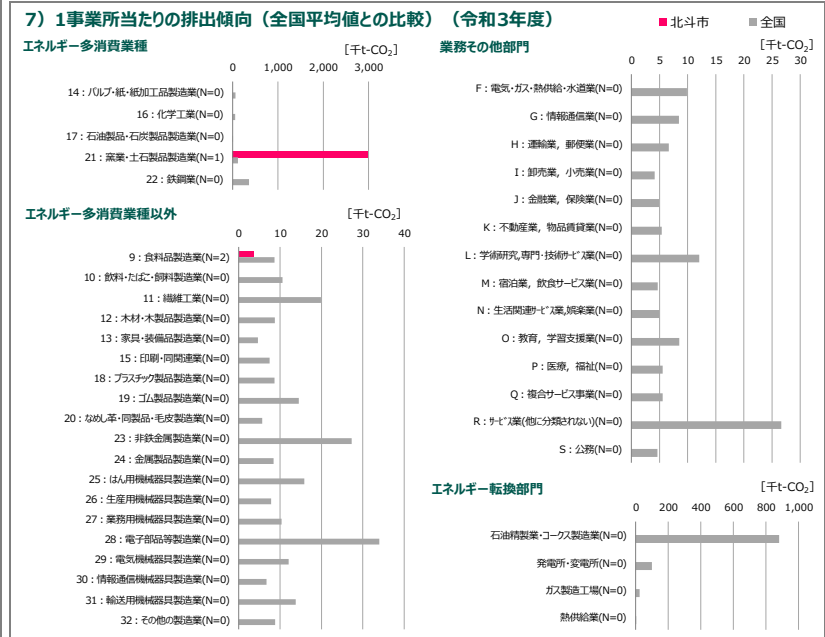 7）1事業所当たりの排出傾向（全国平均値との比較）（令和3年度）
■北斗市 ■全国
エネルギー多消費業種
[千t-CO₂]
0 1,000 2,000 3,000
14：パルプ・紙・紙加工品製造業(N=0)
16：化学工業(N=0)
17：石油製品・石炭製品製造業(N=0)
21：窯業・土石製品製造業(N=1)
22：鉄鋼業(N=0)
エネルギー多消費業種以外
[千t-CO₂]
0 10 20 30 40
9：食料品製造業(N=2)
10：飲料・たばこ・飼料製造業(N=0)
11：繊維工業(N=0)
12：木材・木製品製造業(N=0)
13：家具・装備品製造業(N=0)
15：印刷・同関連業(N=0)
18：プラスチック製品製造業(N=0)
19：ゴム製品製造業(N=0)
20：なめし革・同製品・毛皮製造業(N=0)
23：非鉄金属製造業(N=0)
24：金属製品製造業(N=0)
25：はん用機械器具製造業(N=0)
26：生産用機械器具製造業(N=0)
27：業務用機械器具製造業(N=0)
28：電子部品等製造業(N=0)
29：電気機械器具製造業(N=0)
30：情報通信機械器具製造業(N=0)
31：輸送用機械器具製造業(N=0)
32：その他の製造業(N=0)
業務その他部門
[千t-CO₂]
0 5 10 15 20 25 30
F：電気・ガス・熱供給・水道業(N=0)
G：情報通信業(N=0)
H：運輸業，郵便業(N=0)
I：卸売業，小売業(N=0)
J：金融業，保険業(N=0)
K：不動産業，物品賃貸業(N=0)
L：学術研究,専門・技術サービス業(N=0)
M：宿泊業，飲食サービス業(N=0)
N：生活関連サービス業,娯楽業(N=0)
O：教育，学習支援業(N=0)
P：医療，福祉(N=0)
Q：複合サービス事業(N=0)
R：サービス業(他に分類されない)(N=0)
S：公務(N=0)
エネルギー転換部門
[千t-CO₂]
0 200 400 600 800 1,000
石油精製業・コークス製造業(N=0)
発電所・変電所(N=0)
ガス製造工場(N=0)
熱供給業(N=0)